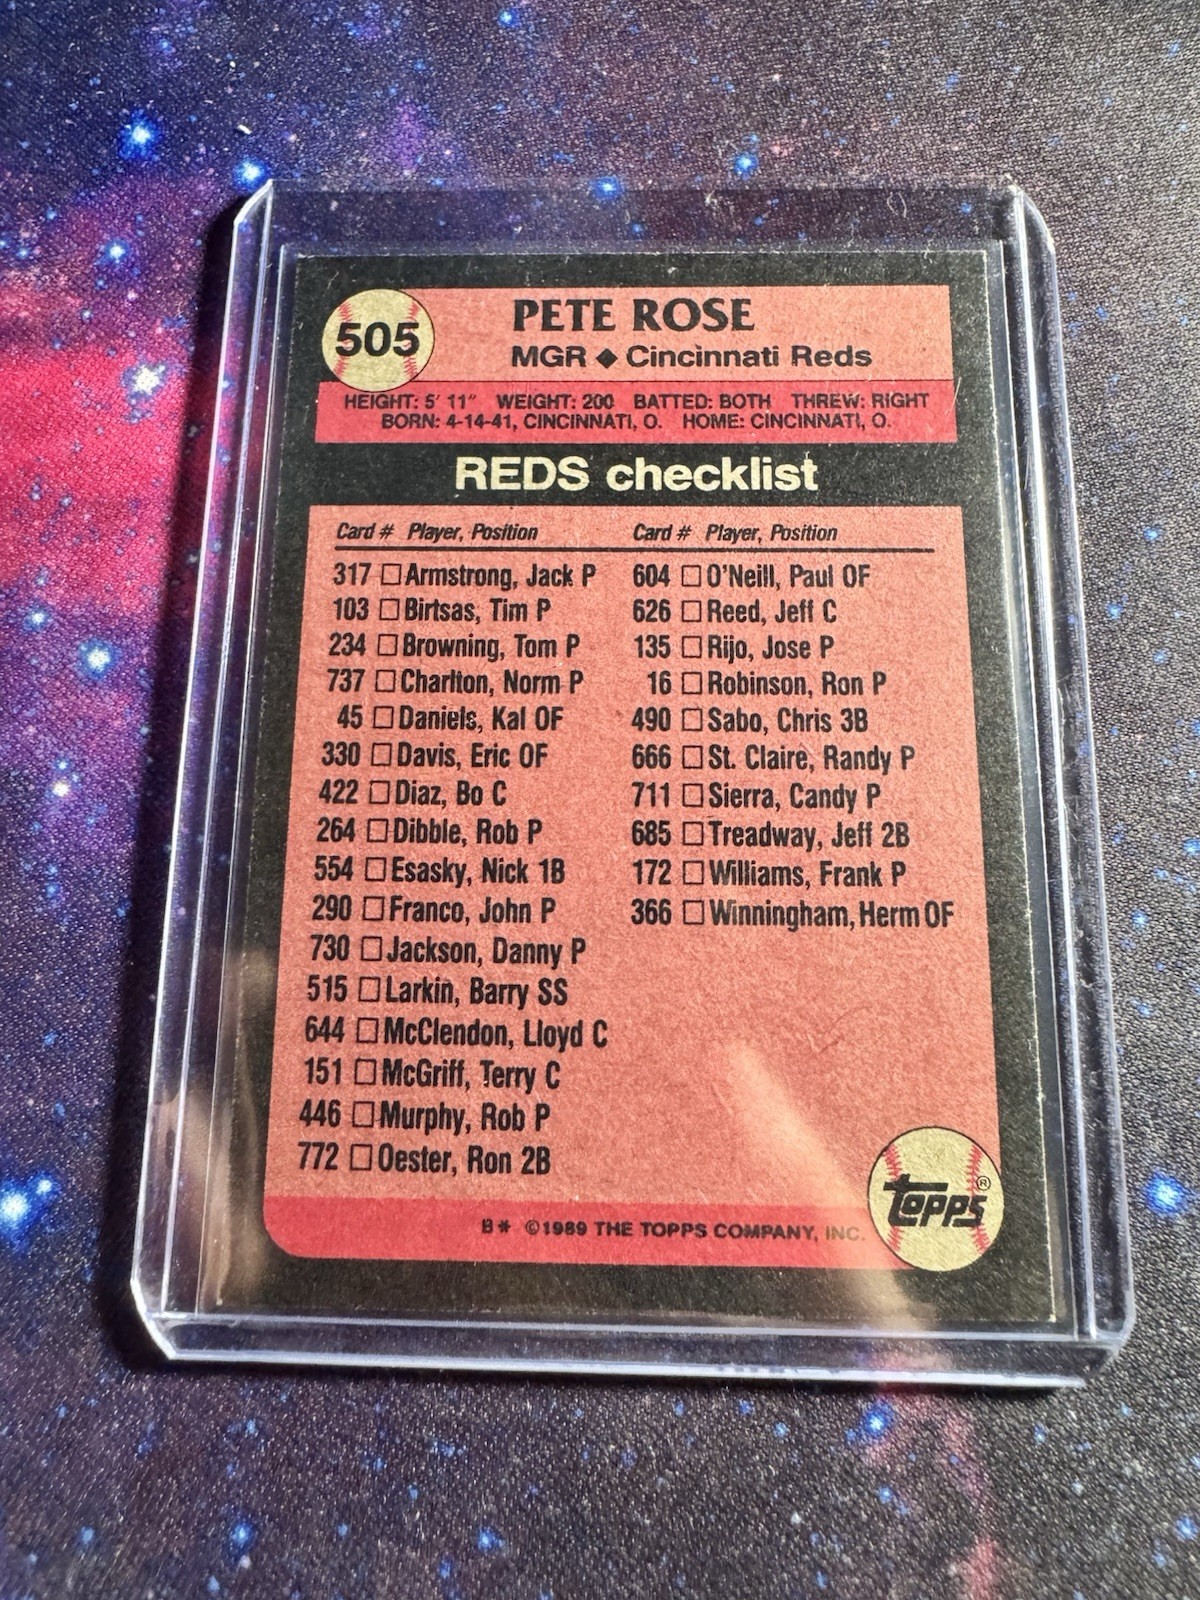 505
PETE ROSE
MGR ◆ Cincinnati Reds
HEIGHT: 5' 11" WEIGHT: 200 BATTED: BOTH THREW: RIGHT
BORN: 4-14-41, CINCINNATI, O. HOME: CINCINNATI, O.
REDS checklist
Card # Player, Position
317 □ Armstrong, Jack P
103 □ Birtsas, Tim P
234 □ Browning, Tom P
737 □ Charlton, Norm P
45 □ Daniels, Kal OF
330 □ Davis, Eric OF
422 □ Diaz, Bo C
264 □ Dibble, Rob P
554 □ Esasky, Nick 1B
290 □ Franco, John P
730 □ Jackson, Danny P
515 □ Larkin, Barry SS
644 □ McClendon, Lloyd C
151 □ McGriff, Terry C
446 □ Murphy, Rob P
772 □ Oester, Ron 2B
Card # Player, Position
604 □ O'Neill, Paul OF
626 □ Reed, Jeff C
135 □ Rijo, Jose P
16 □ Robinson, Ron P
490 □ Sabo, Chris 3B
666 □ St. Claire, Randy P
711 □ Sierra, Candy P
685 □ Treadway, Jeff 2B
172 □ Williams, Frank P
366 □ Winningham, Herm OF
topps ®
B* ©1989 THE TOPPS COMPANY, INC.